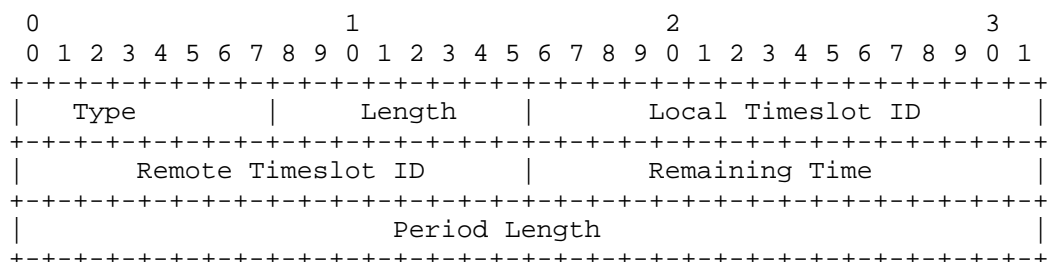 0                   1                   2                   3
 0 1 2 3 4 5 6 7 8 9 0 1 2 3 4 5 6 7 8 9 0 1 2 3 4 5 6 7 8 9 0 1
+-+-+-+-+-+-+-+-+-+-+-+-+-+-+-+-+-+-+-+-+-+-+-+-+-+-+-+-+-+-+-+-+
|   Type        |     Length    |       Local Timeslot ID       |
+-+-+-+-+-+-+-+-+-+-+-+-+-+-+-+-+-+-+-+-+-+-+-+-+-+-+-+-+-+-+-+-+
|       Remote Timeslot ID      |       Remaining Time          |
+-+-+-+-+-+-+-+-+-+-+-+-+-+-+-+-+-+-+-+-+-+-+-+-+-+-+-+-+-+-+-+-+
|                       Period Length                           |
+-+-+-+-+-+-+-+-+-+-+-+-+-+-+-+-+-+-+-+-+-+-+-+-+-+-+-+-+-+-+-+-+